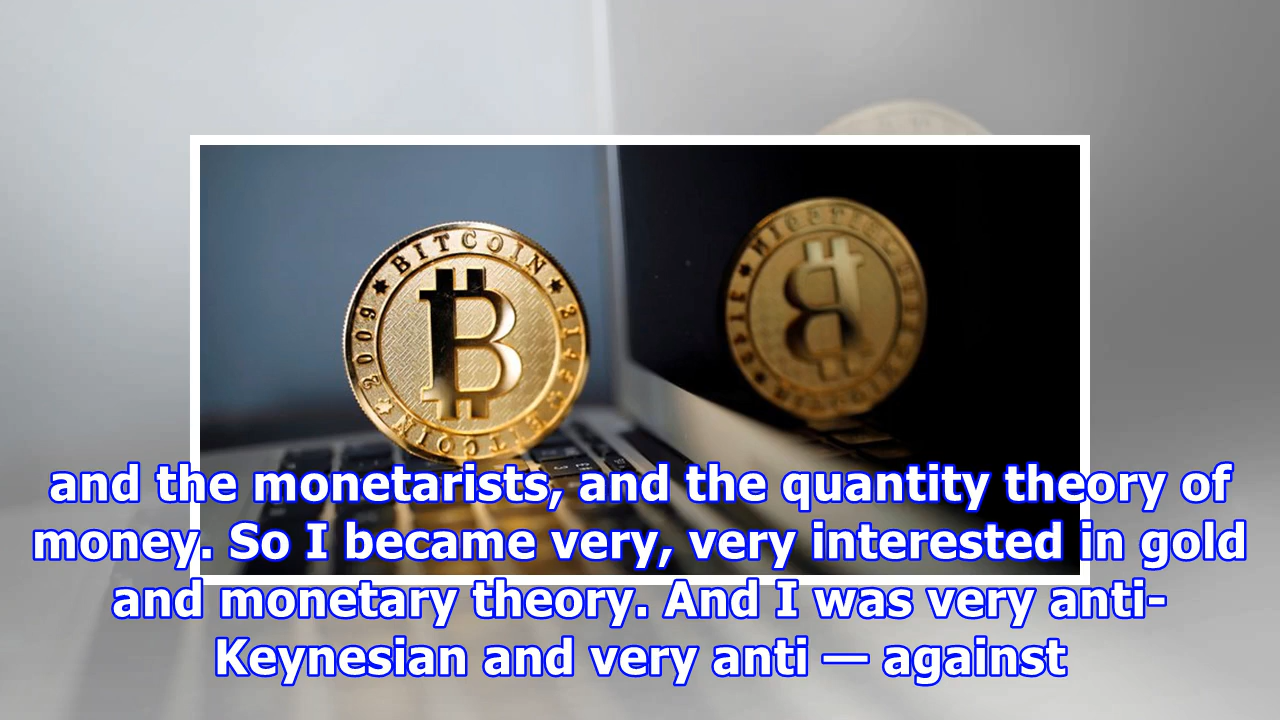 BITCOIN
2009
BITCOIN
and the monetarists, and the quantity theory of
money. So I became very, very interested in gold
and monetary theory. And I was very anti-
Keynesian and very anti — against